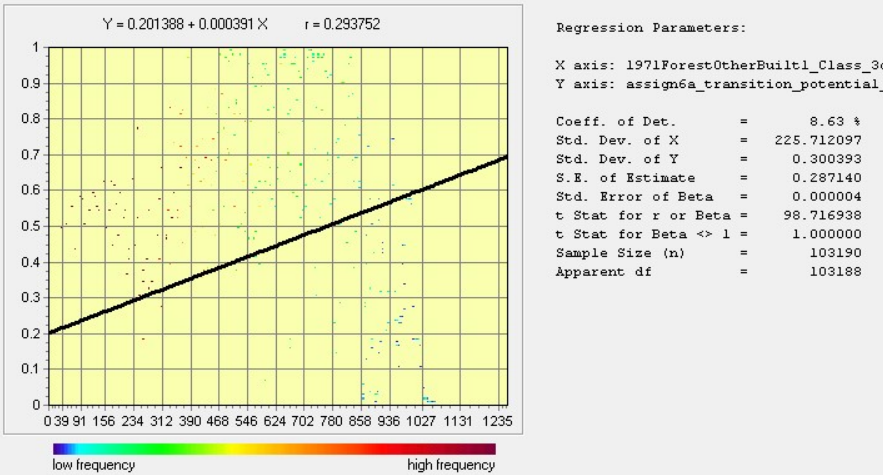 Y = 0.201388 + 0.000391 X r = 0.293752
1
0.9
0.8
0.7
0.6
0.5
0.4
0.3
0.2
0.1
0
0 39 91 156 234 312 390 468 546 624 702 780 858 936 1027 1131 1235
low frequency high frequency
Regression Parameters:
X axis: 1971ForestOtherBuilt1_Class_3
Y axis: assign6a_transition_potential_
Coeff. of Det. = 8.63 %
Std. Dev. of X = 225.712097
Std. Dev. of Y = 0.300393
S.E. of Estimate = 0.287140
Std. Error of Beta = 0.000004
t Stat for r or Beta = 98.716938
t Stat for Beta <> 1 = 1.000000
Sample Size (n) = 103190
Apparent df = 103188